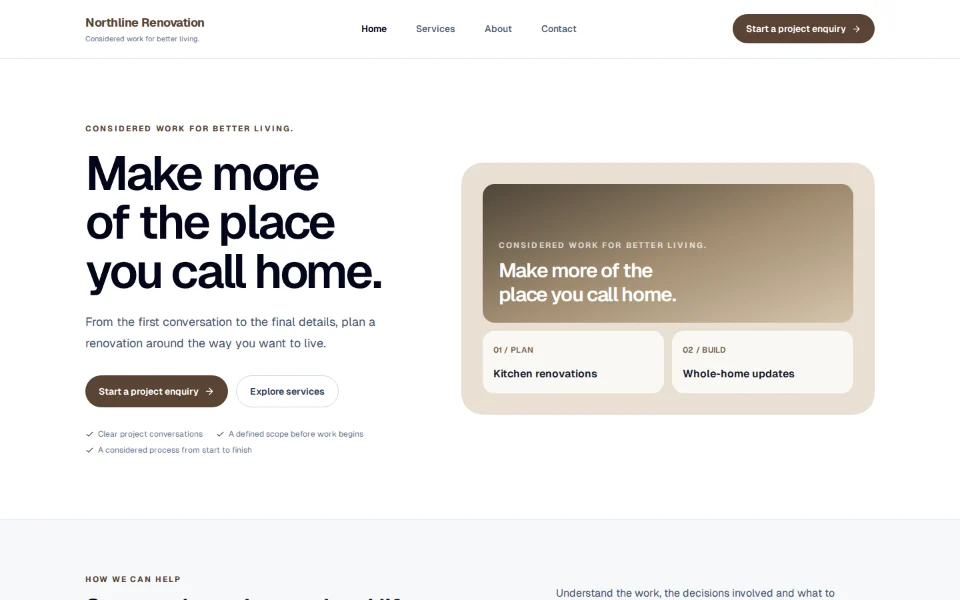 Northline Renovation
Considered work for better living.
Home
Services
About
Contact
Start a project enquiry →
CONSIDERED WORK FOR BETTER LIVING.
Make more
of the place
you call home.
From the first conversation to the final details, plan a
renovation around the way you want to live.
Start a project enquiry →
Explore services
✓ Clear project conversations
✓ A defined scope before work begins
✓ A considered process from start to finish
CONSIDERED WORK FOR BETTER LIVING.
Make more of the
place you call home.
01 / PLAN
Kitchen renovations
02 / BUILD
Whole-home updates
HOW WE CAN HELP
Understand the work, the decisions involved and what to